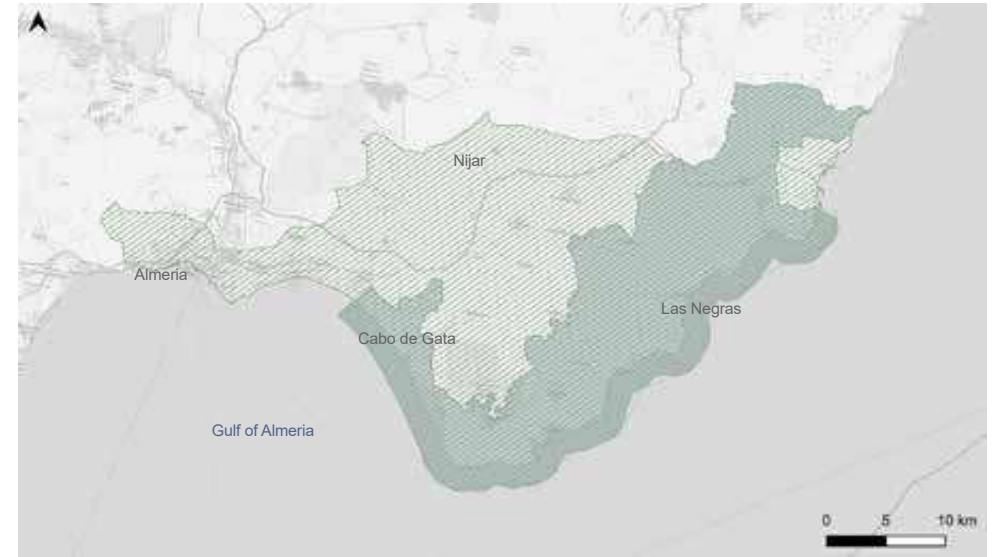 Nijar
Almeria
Las Negras
Cabo de Gata
Gulf of Almeria
0 5 10 km